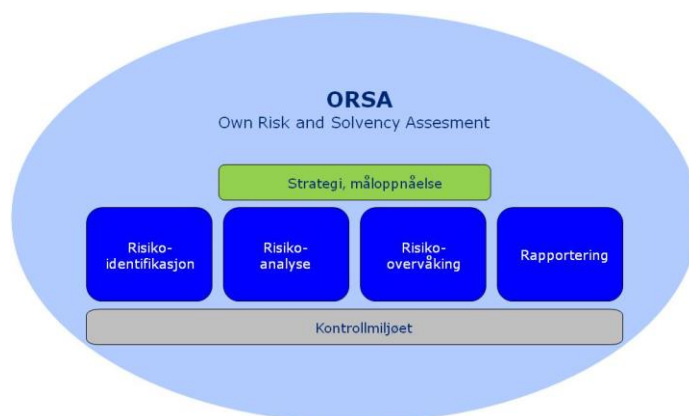 ORSA
Own Risk and Solvency Assesment
Strategi, måloppnåelse
Risiko-
identifikasjon
Risiko-
analyse
Risiko-
overvåking
Rapportering
Kontrollmiljøet